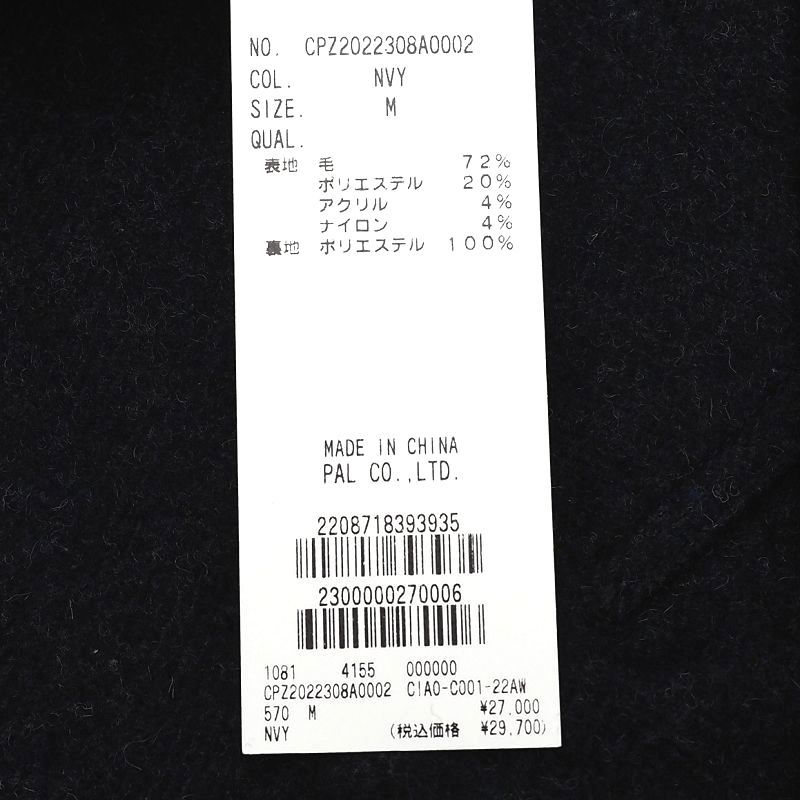 NO. CPZ2022308A0002
COL. NVY
SIZE. M
QUAL.
表地 毛 72%
ポリエステル 20%
アクリル 4%
ナイロン 4%
裏地 ポリエステル 100%
MADE IN CHINA
PAL CO.,LTD.
2208718393935
2300000270006
1081 4155 000000
CPZ2022308A0002 CIAO-C001-22AW
570 M ¥27,000
NVY (税込価格 ¥29,700)